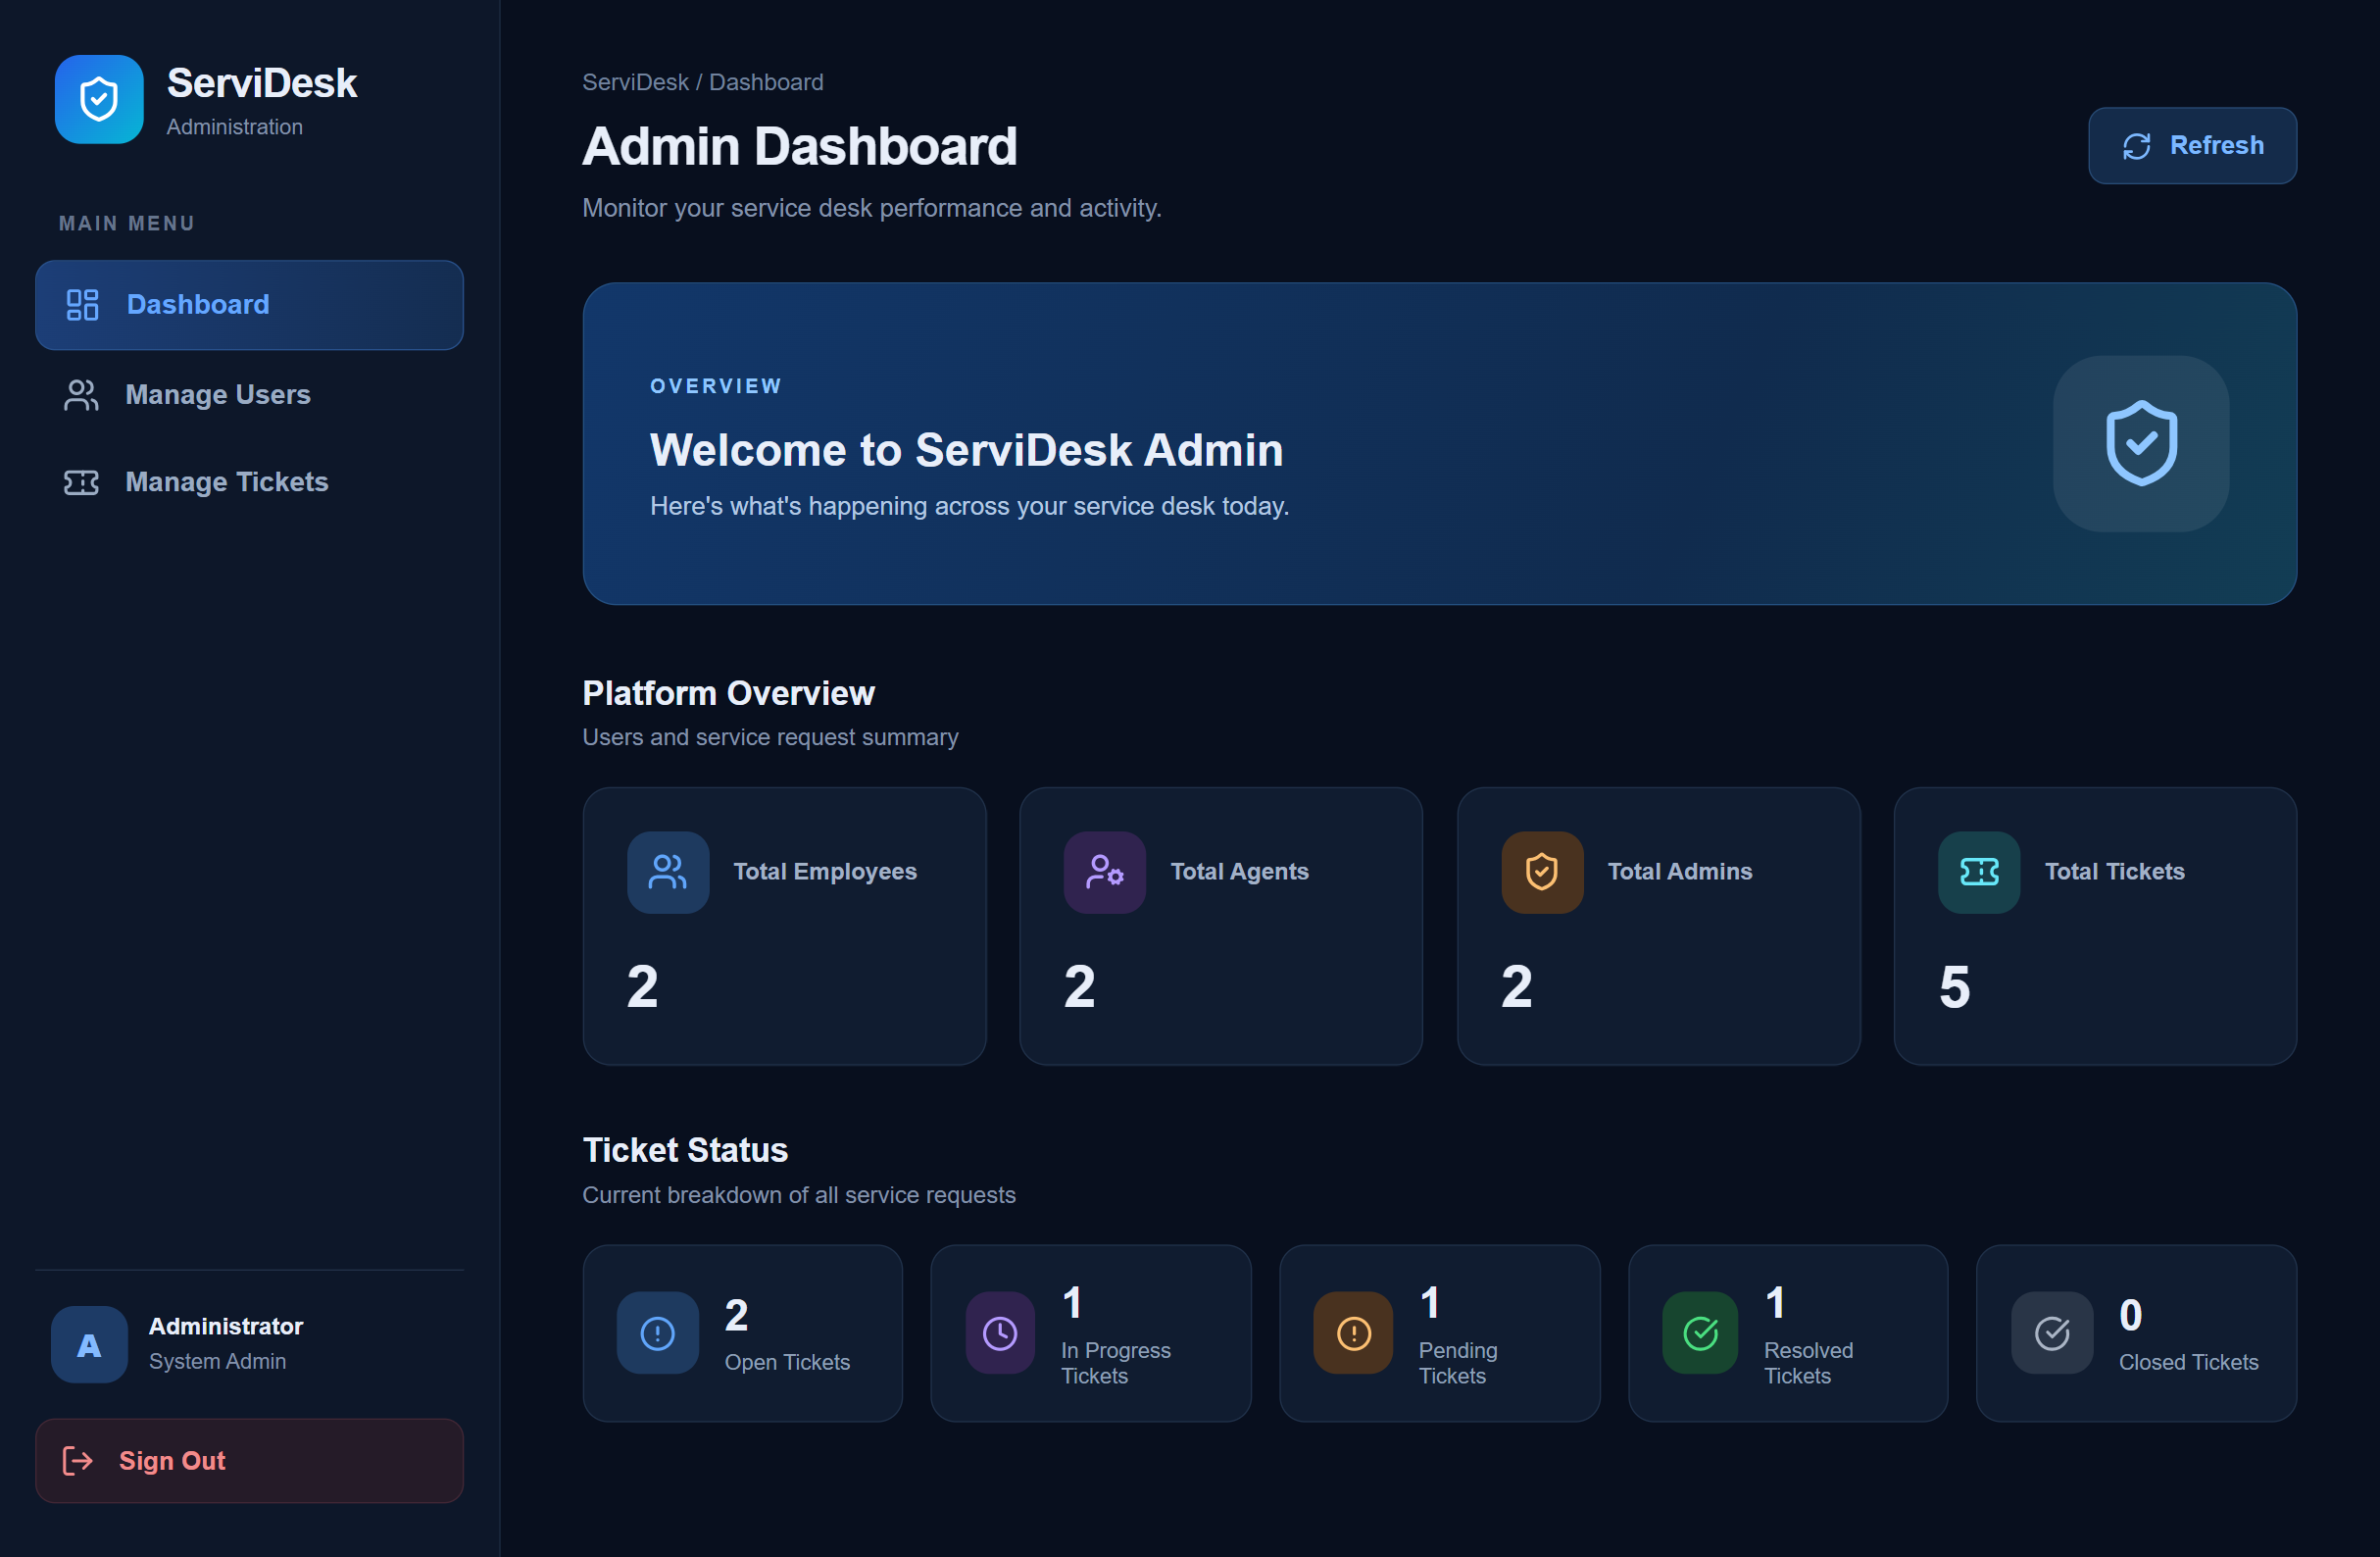 ServiDesk
Administration
MAIN MENU
Dashboard
Manage Users
Manage Tickets
A
Administrator
System Admin
Sign Out
ServiDesk / Dashboard
Admin Dashboard
Monitor your service desk performance and activity.
Refresh
OVERVIEW
Welcome to ServiDesk Admin
Here's what's happening across your service desk today.
Platform Overview
Users and service request summary
Total Employees
2
Total Agents
2
Total Admins
2
Total Tickets
5
Ticket Status
Current breakdown of all service requests
2
Open Tickets
1
In Progress
Tickets
1
Pending
Tickets
1
Resolved
Tickets
0
Closed Tickets